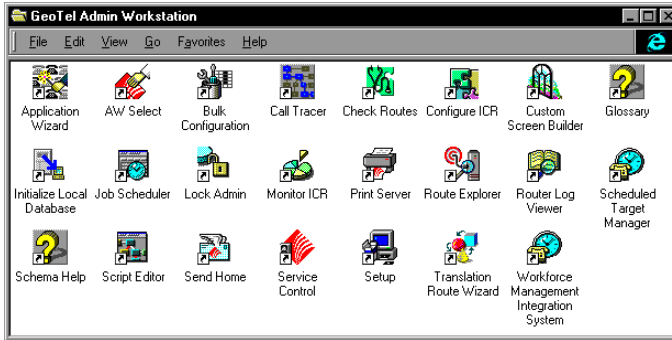 GeoTel Admin Workstation
File Edit View Go Favorites Help
Application Wizard
AW Select
Bulk Configuration
Call Tracer
Check Routes
Configure ICR
Custom Screen Builder
Glossary
Initialize Local Database
Job Scheduler
Lock Admin
Monitor ICR
Print Server
Route Explorer
Router Log Viewer
Scheduled Target Manager
Schema Help
Script Editor
Send Home
Service Control
Setup
Translation Route Wizard
Workforce Management Integration System